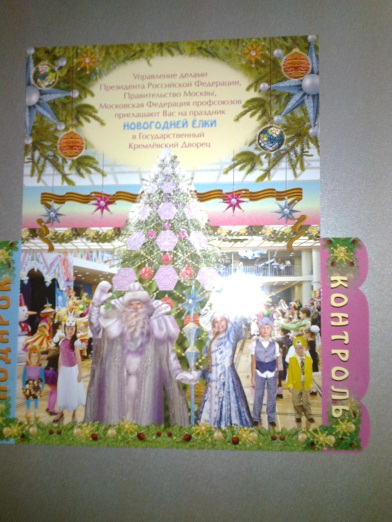 Управление делами
Президента Российской Федерации,
Правительство Москвы,
Московская Федерация профсоюзов
приглашают Вас на праздник
НОВОГОДНЕЙ ЁЛКИ
в Государственный
Кремлёвский Дворец
ПОДАРОК
КОНТРОЛЬ